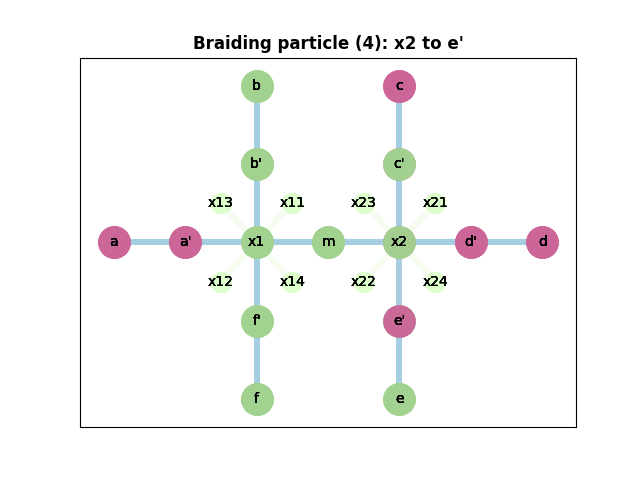 Braiding particle (4): x2 to e'
b
c
b'
c'
x13
x11
x23
x21
a
a'
x1
m
x2
d'
d
x12
x14
x22
x24
f'
e'
f
e